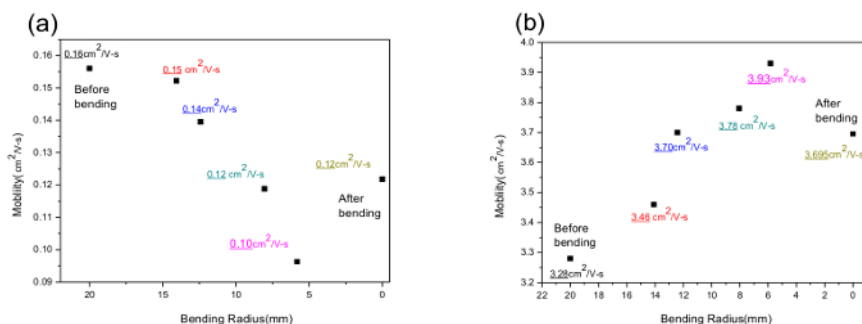 (a)
0.16
0.15
0.14
0.13
0.12
0.11
0.10
0.09
Mobility( cm²/V-s)
0.16cm²/V-s
Before
bending
0.15 cm²/V-s
0.14cm²/V-s
0.12 cm²/V-s
0.10cm²/V-s
0.12cm²/V-s
After
bending
20 15 10 5 0
Bending Radius(mm)
(b)
4.0
3.9
3.8
3.7
3.6
3.5
3.4
3.3
3.2
Mobility( cm²/V-s)
3.93cm²/V-s
After
bending
3.78 cm²/V-s
3.70cm²/V-s
3.695cm²/V-s
3.46 cm²/V-s
Before
bending
3.28cm²/V-s
22 20 18 16 14 12 10 8 6 4 2 0
Bending Radius(mm)